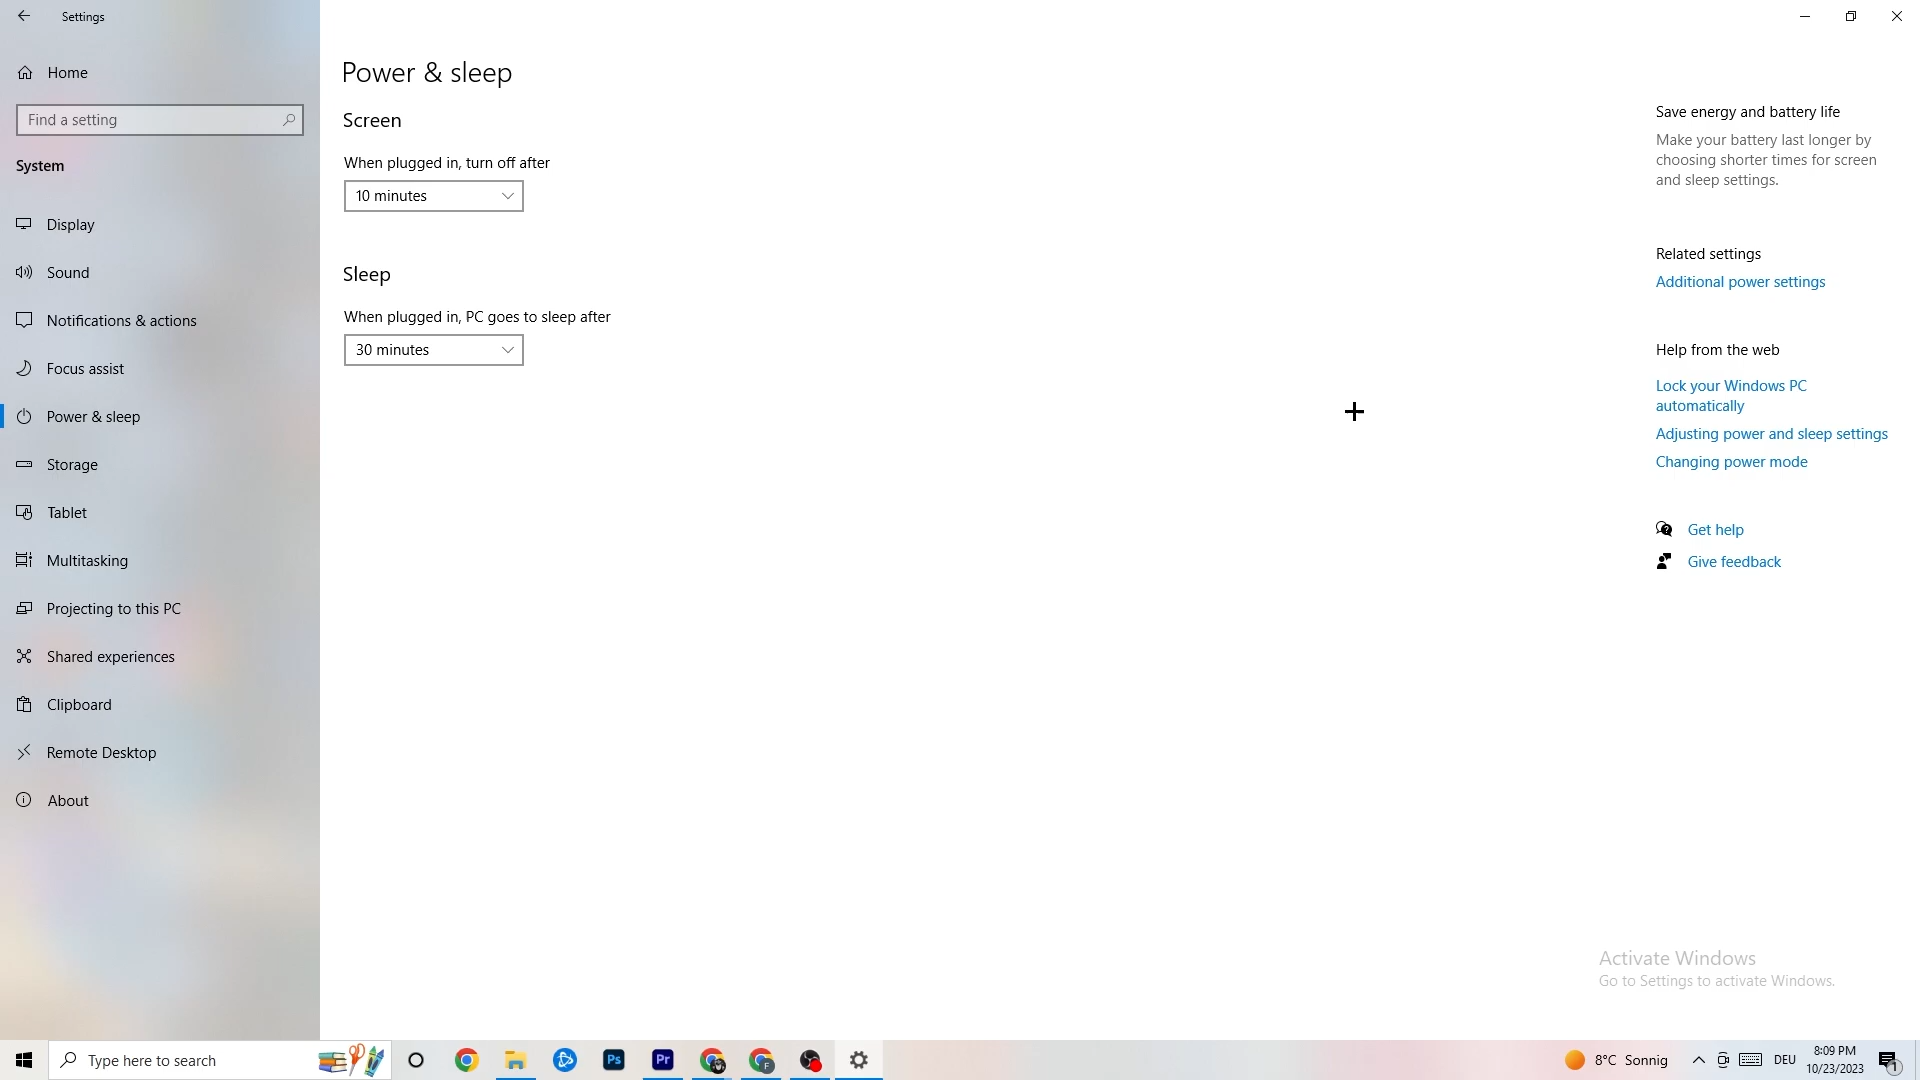 Settings
Home
Find a setting
System
Display
Sound
Notifications & actions
Focus assist
Power & sleep
Storage
Tablet
Multitasking
Projecting to this PC
Shared experiences
Clipboard
Remote Desktop
About
Power & sleep
Screen
When plugged in, turn off after
10 minutes
Sleep
When plugged in, PC goes to sleep after
30 minutes
Save energy and battery life
Make your battery last longer by
choosing shorter times for screen
and sleep settings.
Related settings
Additional power settings
Help from the web
Lock your Windows PC
automatically
Adjusting power and sleep settings
Changing power mode
Get help
Give feedback
Activate Windows
Go to Settings to activate Windows.
Type here to search
Ps
Pr
F
8°C Sonnig
DEU
8:09 PM
10/23/2023
1